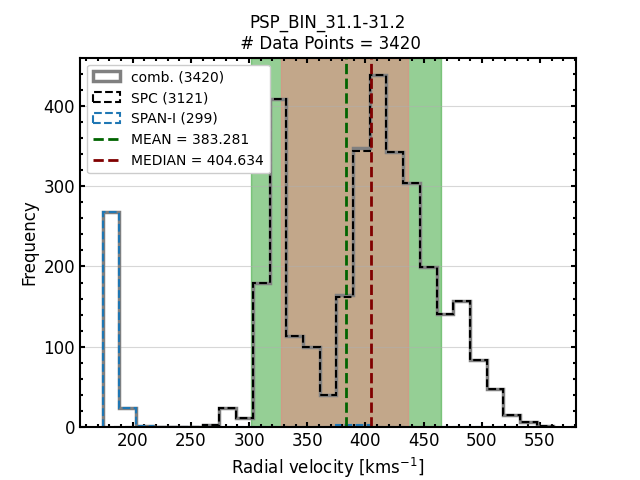 PSP_BIN_31.1-31.2
# Data Points = 3420
comb. (3420)
SPC (3121)
SPAN-I (299)
MEAN = 383.281
MEDIAN = 404.634
Frequency
400
300
200
100
0
200 250 300 350 400 450 500 550
Radial velocity [kms⁻¹]